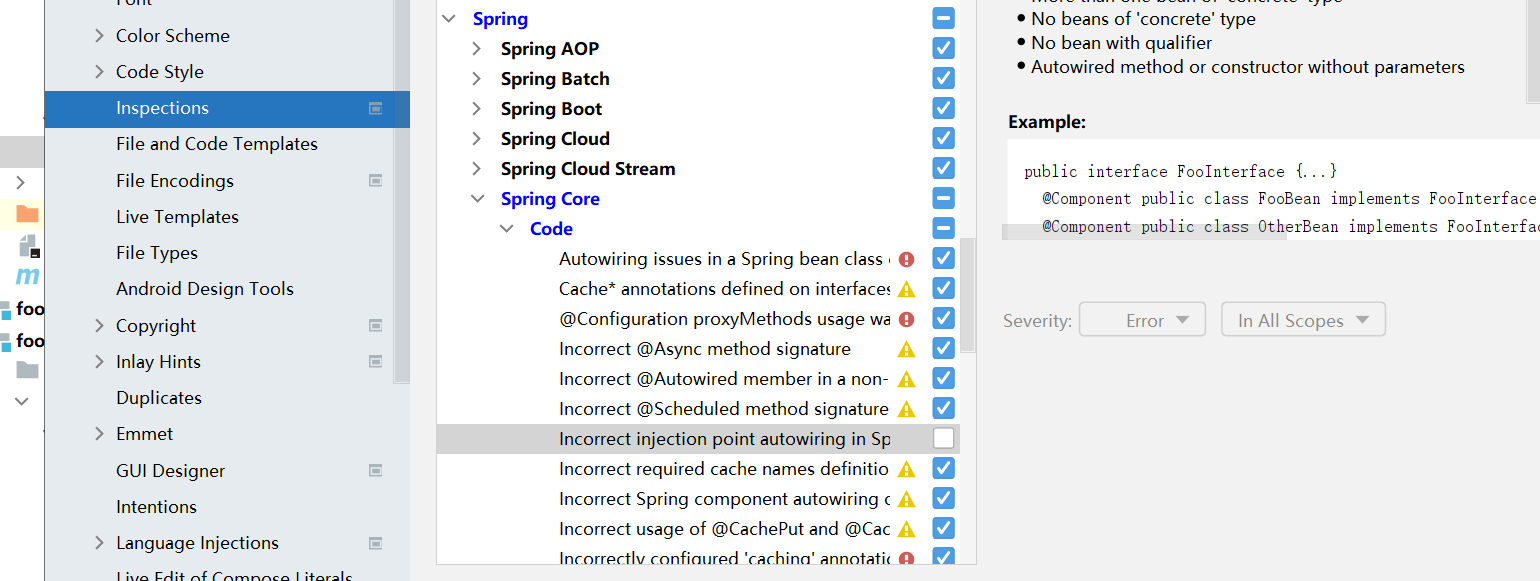 Font
Color Scheme
Code Style
Inspections
File and Code Templates
File Encodings
Live Templates
File Types
Android Design Tools
Copyright
Inlay Hints
Duplicates
Emmet
GUI Designer
Intentions
Language Injections
Live Edit of Compose Literals
m
foo
foo
Spring
Spring AOP
Spring Batch
Spring Boot
Spring Cloud
Spring Cloud Stream
Spring Core
Code
Autowiring issues in a Spring bean class
Cache* annotations defined on interfaces
@Configuration proxyMethods usage wa
Incorrect @Async method signature
Incorrect @Autowired member in a non-
Incorrect @Scheduled method signature
Incorrect injection point autowiring in Sp
Incorrect required cache names definitio
Incorrect Spring component autowiring o
Incorrect usage of @CachePut and @Cac
Incorrectly configured 'caching' annotatio
• More than one bean of 'concrete' type
• No beans of 'concrete' type
• No bean with qualifier
• Autowired method or constructor without parameters
Example:
public interface FooInterface {...}
@Component public class FooBean implements FooInterface
@Component public class OtherBean implements FooInterfac
Severity: Error In All Scopes